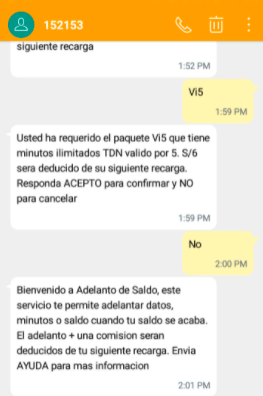 152153
siguiente recarga
1:52 PM
Vi5
1:59 PM
Usted ha requerido el paquete Vi5 que tiene
minutos ilimitados TDN valido por 5. S/6
sera deducido de su siguiente recarga.
Responda ACEPTO para confirmar y NO
para cancelar
1:59 PM
No
2:00 PM
Bienvenido a Adelanto de Saldo, este
servicio te permite adelantar datos,
minutos o saldo cuando tu saldo se acaba.
El adelanto + una comision seran
deducidos de tu siguiente recarga. Envia
AYUDA para mas informacion
2:01 PM